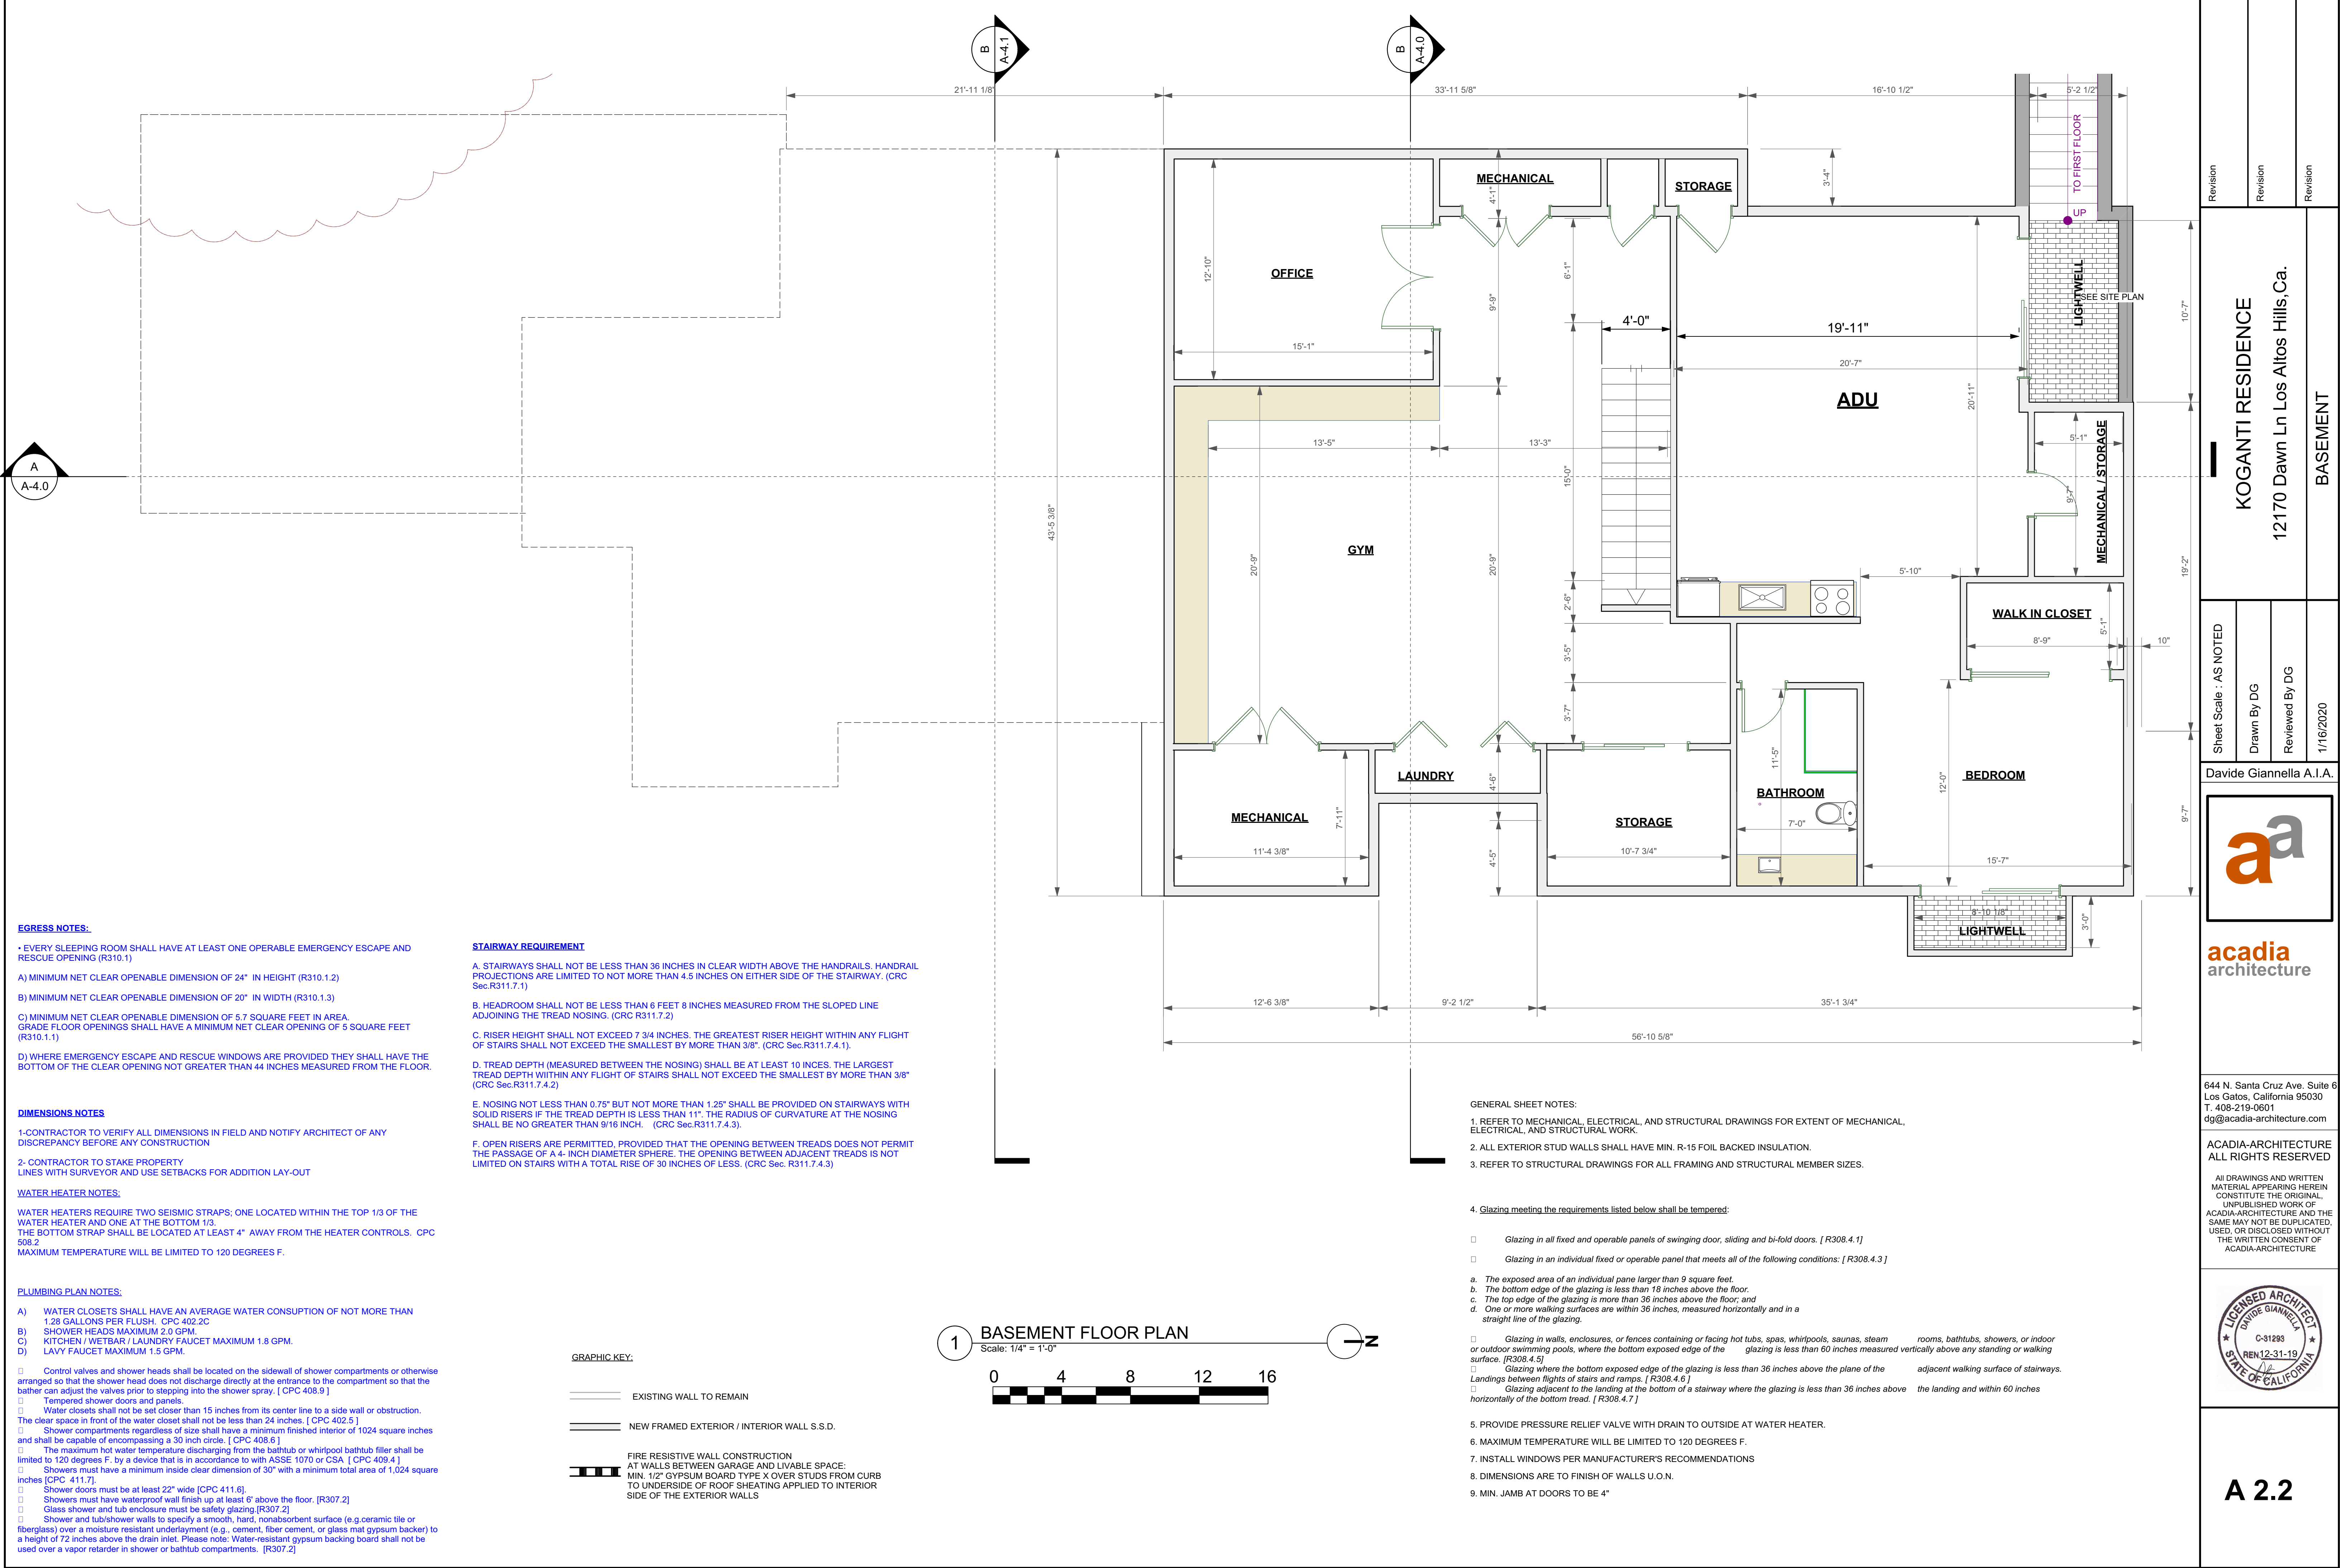 B
A-4.1
B
A-4.0
21'-11 1/8"
33'-11 5/8"
16'-10 1/2"
5'-2 1/2"
TO FIRST FLOOR
UP
MECHANICAL
STORAGE
4'-1"
3'-4"
OFFICE
12'-10"
15'-1"
9'-9"
6'-1"
4'-0"
19'-11"
20'-7"
ADU
20'-11"
LIGHTWELL
SEE SITE PLAN
10'-7"
A
A-4.0
13'-5"
13'-3"
15'-0"
5'-1"
9'-7"
MECHANICAL / STORAGE
43'-5 3/8"
GYM
20'-9"
20'-9"
2'-6"
3'-5"
3'-7"
5'-10"
19'-2"
WALK IN CLOSET
8'-9"
5'-1"
10"
LAUNDRY
4'-6"
MECHANICAL
7'-11"
11'-4 3/8"
4'-5"
STORAGE
10'-7 3/4"
11'-5"
BATHROOM
7'-0"
12'-0"
BEDROOM
15'-7"
9'-7"
8'-10 1/8"
LIGHTWELL
3'-0"
12'-6 3/8"
9'-2 1/2"
35'-1 3/4"
56'-10 5/8"
EGRESS NOTES:
• EVERY SLEEPING ROOM SHALL HAVE AT LEAST ONE OPERABLE EMERGENCY ESCAPE AND
RESCUE OPENING (R310.1)
A) MINIMUM NET CLEAR OPENABLE DIMENSION OF 24" IN HEIGHT (R310.1.2)
B) MINIMUM NET CLEAR OPENABLE DIMENSION OF 20" IN WIDTH (R310.1.3)
C) MINIMUM NET CLEAR OPENABLE DIMENSION OF 5.7 SQUARE FEET IN AREA.
GRADE FLOOR OPENINGS SHALL HAVE A MINIMUM NET CLEAR OPENING OF 5 SQUARE FEET
(R310.1.1)
D) WHERE EMERGENCY ESCAPE AND RESCUE WINDOWS ARE PROVIDED THEY SHALL HAVE THE
BOTTOM OF THE CLEAR OPENING NOT GREATER THAN 44 INCHES MEASURED FROM THE FLOOR.
DIMENSIONS NOTES
1-CONTRACTOR TO VERIFY ALL DIMENSIONS IN FIELD AND NOTIFY ARCHITECT OF ANY
DISCREPANCY BEFORE ANY CONSTRUCTION
2- CONTRACTOR TO STAKE PROPERTY
LINES WITH SURVEYOR AND USE SETBACKS FOR ADDITION LAY-OUT
WATER HEATER NOTES:
WATER HEATERS REQUIRE TWO SEISMIC STRAPS; ONE LOCATED WITHIN THE TOP 1/3 OF THE
WATER HEATER AND ONE AT THE BOTTOM 1/3.
THE BOTTOM STRAP SHALL BE LOCATED AT LEAST 4" AWAY FROM THE HEATER CONTROLS. CPC
508.2
MAXIMUM TEMPERATURE WILL BE LIMITED TO 120 DEGREES F.
PLUMBING PLAN NOTES:
A) WATER CLOSETS SHALL HAVE AN AVERAGE WATER CONSUPTION OF NOT MORE THAN
1.28 GALLONS PER FLUSH. CPC 402.2C
B) SHOWER HEADS MAXIMUM 2.0 GPM.
C) KITCHEN / WETBAR / LAUNDRY FAUCET MAXIMUM 1.8 GPM.
D) LAVY FAUCET MAXIMUM 1.5 GPM.
Control valves and shower heads shall be located on the sidewall of shower compartments or otherwise
arranged so that the shower head does not discharge directly at the entrance to the compartment so that the
bather can adjust the valves prior to stepping into the shower spray. [ CPC 408.9 ]
Tempered shower doors and panels.
Water closets shall not be set closer than 15 inches from its center line to a side wall or obstruction.
The clear space in front of the water closet shall not be less than 24 inches. [ CPC 402.5 ]
Shower compartments regardless of size shall have a minimum finished interior of 1024 square inches
and shall be capable of encompassing a 30 inch circle. [ CPC 408.6 ]
The maximum hot water temperature discharging from the bathtub or whirlpool bathtub filler shall be
limited to 120 degrees F. by a device that is in accordance to with ASSE 1070 or CSA [ CPC 409.4 ]
Showers must have a minimum inside clear dimension of 30" with a minimum total area of 1,024 square
inches [CPC 411.7].
Shower doors must be at least 22" wide [CPC 411.6].
Showers must have waterproof wall finish up at least 6' above the floor. [R307.2]
Glass shower and tub enclosure must be safety glazing.[R307.2]
Shower and tub/shower walls to specify a smooth, hard, nonabsorbent surface (e.g.ceramic tile or
fiberglass) over a moisture resistant underlayment (e.g., cement, fiber cement, or glass mat gypsum backer) to
a height of 72 inches above the drain inlet. Please note: Water-resistant gypsum backing board shall not be
used over a vapor retarder in shower or bathtub compartments. [R307.2]
STAIRWAY REQUIREMENT
A. STAIRWAYS SHALL NOT BE LESS THAN 36 INCHES IN CLEAR WIDTH ABOVE THE HANDRAILS. HANDRAIL
PROJECTIONS ARE LIMITED TO NOT MORE THAN 4.5 INCHES ON EITHER SIDE OF THE STAIRWAY. (CRC
Sec.R311.7.1)
B. HEADROOM SHALL NOT BE LESS THAN 6 FEET 8 INCHES MEASURED FROM THE SLOPED LINE
ADJOINING THE TREAD NOSING. (CRC R311.7.2)
C. RISER HEIGHT SHALL NOT EXCEED 7 3/4 INCHES. THE GREATEST RISER HEIGHT WITHIN ANY FLIGHT
OF STAIRS SHALL NOT EXCEED THE SMALLEST BY MORE THAN 3/8". (CRC Sec.R311.7.4.1).
D. TREAD DEPTH (MEASURED BETWEEN THE NOSING) SHALL BE AT LEAST 10 INCES. THE LARGEST
TREAD DEPTH WIITHIN ANY FLIGHT OF STAIRS SHALL NOT EXCEED THE SMALLEST BY MORE THAN 3/8"
(CRC Sec.R311.7.4.2)
E. NOSING NOT LESS THAN 0.75" BUT NOT MORE THAN 1.25" SHALL BE PROVIDED ON STAIRWAYS WITH
SOLID RISERS IF THE TREAD DEPTH IS LESS THAN 11". THE RADIUS OF CURVATURE AT THE NOSING
SHALL BE NO GREATER THAN 9/16 INCH. (CRC Sec.R311.7.4.3).
F. OPEN RISERS ARE PERMITTED, PROVIDED THAT THE OPENING BETWEEN TREADS DOES NOT PERMIT
THE PASSAGE OF A 4- INCH DIAMETER SPHERE. THE OPENING BETWEEN ADJACENT TREADS IS NOT
LIMITED ON STAIRS WITH A TOTAL RISE OF 30 INCHES OF LESS. (CRC Sec. R311.7.4.3)
GRAPHIC KEY:
EXISTING WALL TO REMAIN
NEW FRAMED EXTERIOR / INTERIOR WALL S.S.D.
FIRE RESISTIVE WALL CONSTRUCTION
AT WALLS BETWEEN GARAGE AND LIVABLE SPACE:
MIN. 1/2" GYPSUM BOARD TYPE X OVER STUDS FROM CURB
TO UNDERSIDE OF ROOF SHEATING APPLIED TO INTERIOR
SIDE OF THE EXTERIOR WALLS
1
BASEMENT FLOOR PLAN
Scale: 1/4" = 1'-0"
N
0 4 8 12 16
GENERAL SHEET NOTES:
1. REFER TO MECHANICAL, ELECTRICAL, AND STRUCTURAL DRAWINGS FOR EXTENT OF MECHANICAL,
ELECTRICAL, AND STRUCTURAL WORK.
2. ALL EXTERIOR STUD WALLS SHALL HAVE MIN. R-15 FOIL BACKED INSULATION.
3. REFER TO STRUCTURAL DRAWINGS FOR ALL FRAMING AND STRUCTURAL MEMBER SIZES.
4. Glazing meeting the requirements listed below shall be tempered:
Glazing in all fixed and operable panels of swinging door, sliding and bi-fold doors. [ R308.4.1]
Glazing in an individual fixed or operable panel that meets all of the following conditions: [ R308.4.3 ]
a. The exposed area of an individual pane larger than 9 square feet.
b. The bottom edge of the glazing is less than 18 inches above the floor.
c. The top edge of the glazing is more than 36 inches above the floor; and
d. One or more walking surfaces are within 36 inches, measured horizontally and in a
straight line of the glazing.
Glazing in walls, enclosures, or fences containing or facing hot tubs, spas, whirlpools, saunas, steam rooms, bathtubs, showers, or indoor
or outdoor swimming pools, where the bottom exposed edge of the glazing is less than 60 inches measured vertically above any standing or walking
surface. [R308.4.5]
Glazing where the bottom exposed edge of the glazing is less than 36 inches above the plane of the adjacent walking surface of stairways.
Landings between flights of stairs and ramps. [ R308.4.6 ]
Glazing adjacent to the landing at the bottom of a stairway where the glazing is less than 36 inches above the landing and within 60 inches
horizontally of the bottom tread. [ R308.4.7 ]
5. PROVIDE PRESSURE RELIEF VALVE WITH DRAIN TO OUTSIDE AT WATER HEATER.
6. MAXIMUM TEMPERATURE WILL BE LIMITED TO 120 DEGREES F.
7. INSTALL WINDOWS PER MANUFACTURER'S RECOMMENDATIONS
8. DIMENSIONS ARE TO FINISH OF WALLS U.O.N.
9. MIN. JAMB AT DOORS TO BE 4"
Revision
Revision
Revision
KOGANTI RESIDENCE
12170 Dawn Ln Los Altos Hills,Ca.
BASEMENT
Sheet Scale : AS NOTED
Drawn By DG
Reviewed By DG
1/16/2020
Davide Giannella A.I.A.
aa
acadia
architecture
644 N. Santa Cruz Ave. Suite 6
Los Gatos, California 95030
T. 408-219-0601
dg@acadia-architecture.com
ACADIA-ARCHITECTURE
ALL RIGHTS RESERVED
All DRAWINGS AND WRITTEN
MATERIAL APPEARING HEREIN
CONSTITUTE THE ORIGINAL,
UNPUBLISHED WORK OF
ACADIA-ARCHITECTURE AND THE
SAME MAY NOT BE DUPLICATED,
USED, OR DISCLOSED WITHOUT
THE WRITTEN CONSENT OF
ACADIA-ARCHITECTURE
LICENSED ARCHITECT
DAVIDE GIANNELLA
C-31293
REN.12-31-19
STATE OF CALIFORNIA
A 2.2